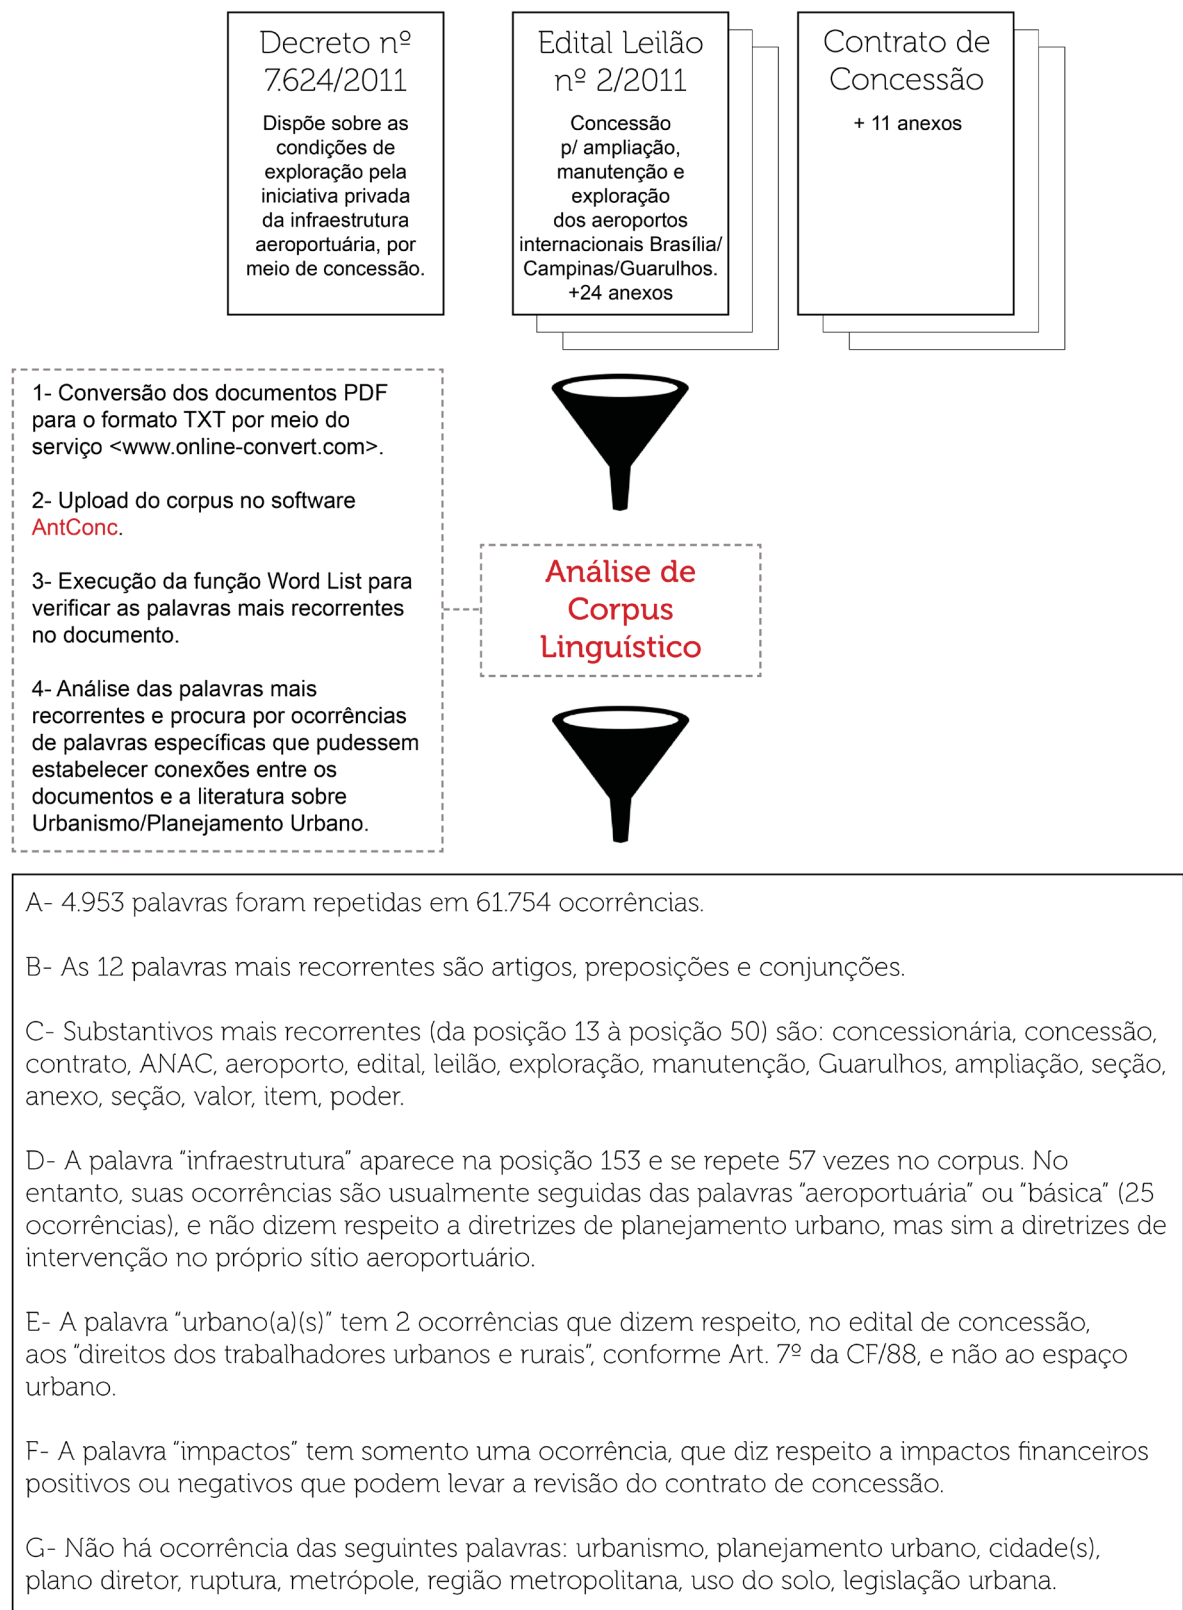 Decreto nº
7.624/2011
Dispõe sobre as
condições de
exploração pela
iniciativa privada
da infraestrutura
aeroportuária, por
meio de concessão.
Edital Leilão
nº 2/2011
Concessão
p/ ampliação,
manutenção e
exploração
dos aeroportos
internacionais Brasília/
Campinas/Guarulhos.
+24 anexos
Contrato de
Concessão
+ 11 anexos
1- Conversão dos documentos PDF
para o formato TXT por meio do
serviço <www.online-convert.com>.
2- Upload do corpus no software
AntConc.
3- Execução da função Word List para
verificar as palavras mais recorrentes
no documento.
4- Análise das palavras mais
recorrentes e procura por ocorrências
de palavras específicas que pudessem
estabelecer conexões entre os
documentos e a literatura sobre
Urbanismo/Planejamento Urbano.
Análise de
Corpus
Linguístico
A- 4.953 palavras foram repetidas em 61.754 ocorrências.
B- As 12 palavras mais recorrentes são artigos, preposições e conjunções.
C- Substantivos mais recorrentes (da posição 13 à posição 50) são: concessionária, concessão,
contrato, ANAC, aeroporto, edital, leilão, exploração, manutenção, Guarulhos, ampliação, seção,
anexo, seção, valor, item, poder.
D- A palavra “infraestrutura” aparece na posição 153 e se repete 57 vezes no corpus. No
entanto, suas ocorrências são usualmente seguidas das palavras “aeroportuária” ou “básica” (25
ocorrências), e não dizem respeito a diretrizes de planejamento urbano, mas sim a diretrizes de
intervenção no próprio sítio aeroportuário.
E- A palavra “urbano(a)(s)” tem 2 ocorrências que dizem respeito, no edital de concessão,
aos “direitos dos trabalhadores urbanos e rurais”, conforme Art. 7º da CF/88, e não ao espaço
urbano.
F- A palavra “impactos” tem somento uma ocorrência, que diz respeito a impactos financeiros
positivos ou negativos que podem levar a revisão do contrato de concessão.
G- Não há ocorrência das seguintes palavras: urbanismo, planejamento urbano, cidade(s),
plano diretor, ruptura, metrópole, região metropolitana, uso do solo, legislação urbana.